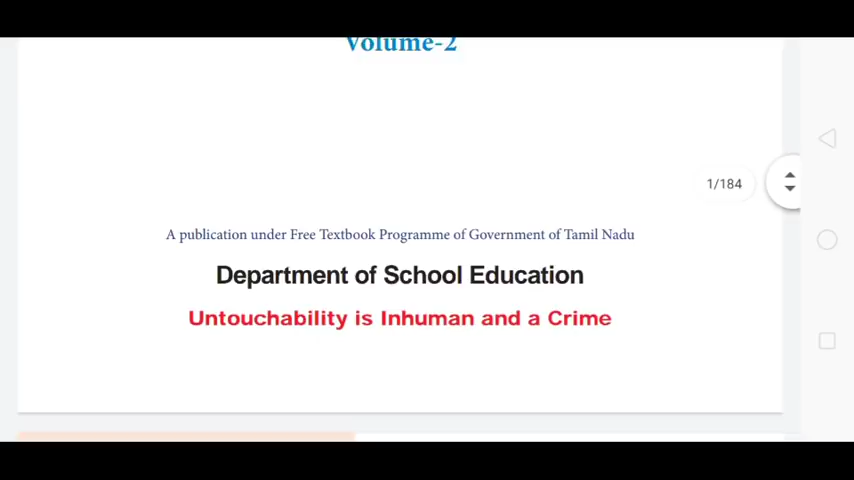 Volume-2
1/184
A publication under Free Textbook Programme of Government of Tamil Nadu
Department of School Education
Untouchability is Inhuman and a Crime